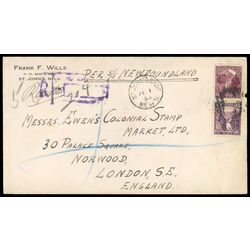 FRANK F. WILLS
ST. JOHN'S, NFLD
PER S/S NEWFOUNDLAND
R
MESSRS. EWEN'S COLONIAL STAMP
MARKET, LTD.
30 PALACE SQUARE,
NORWOOD,
LONDON, S.E.
ENGLAND.